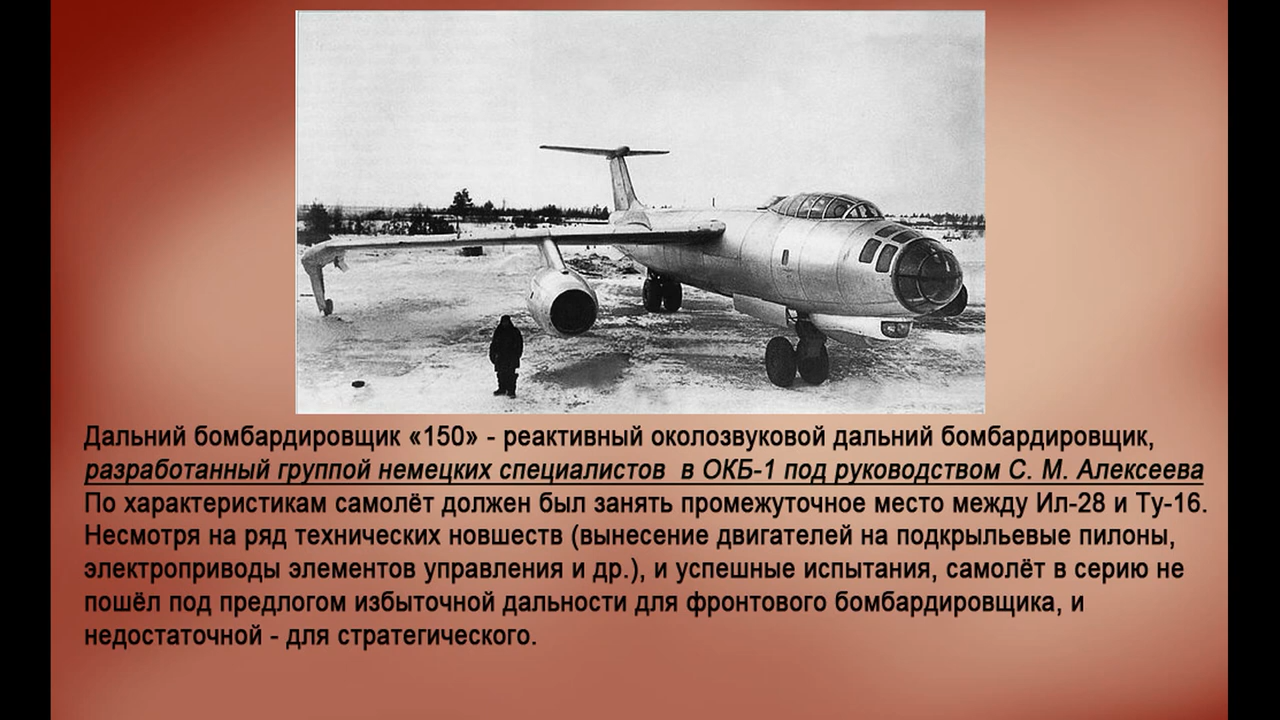 Дальний бомбардировщик «150» - реактивный околозвуковой дальний бомбардировщик,
разработанный группой немецких специалистов в ОКБ-1 под руководством С. М. Алексеева
По характеристикам самолёт должен был занять промежуточное место между Ил-28 и Ту-16.
Несмотря на ряд технических новшеств (вынесение двигателей на подкрыльевые пилоны,
электроприводы элементов управления и др.), и успешные испытания, самолёт в серию не
пошёл под предлогом избыточной дальности для фронтового бомбардировщика, и
недостаточной - для стратегического.